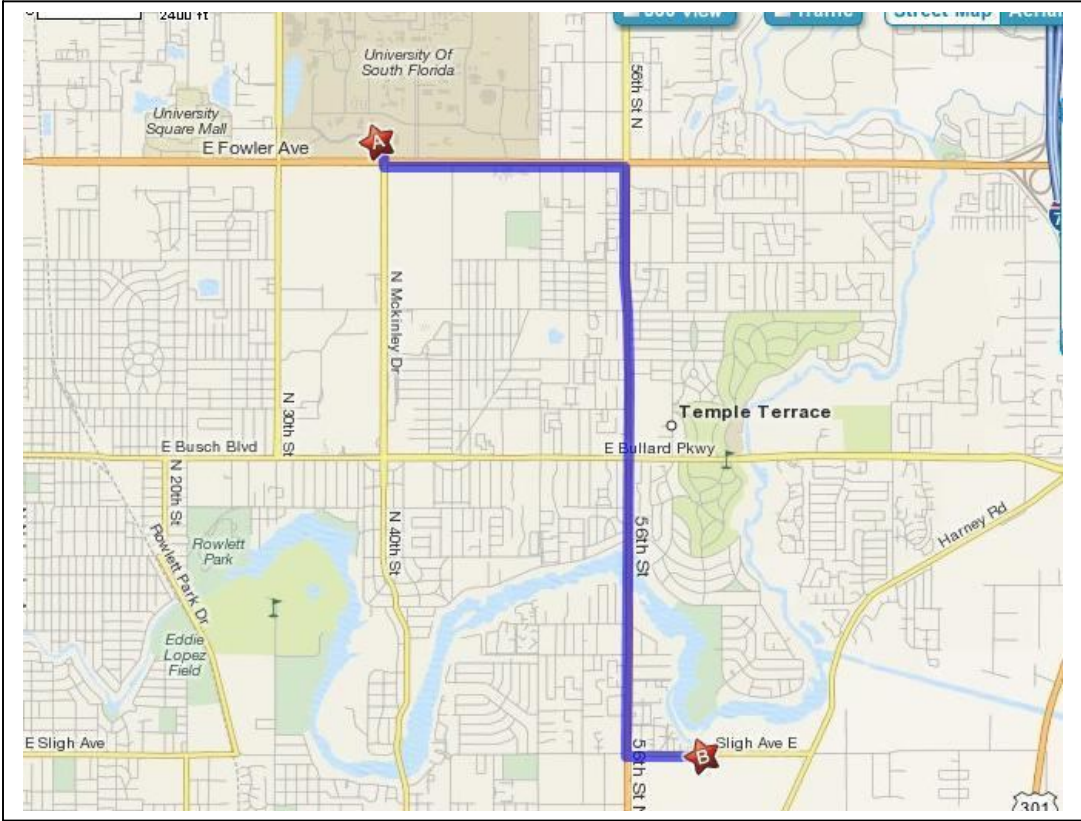 2400 ft
Street Map
University Of
South Florida
56th St N
University
Square Mall
E Fowler Ave
A
N Mckinley Dr
N 30th St
Temple Terrace
E Busch Blvd
E Bullard Pkwy
N 20th St
N 40th St
56th St
Harney Rd
Rowlett
Park
Rowlett Park Dr
Eddie
Lopez
Field
E Sligh Ave
56th St N
B
Sligh Ave E
301